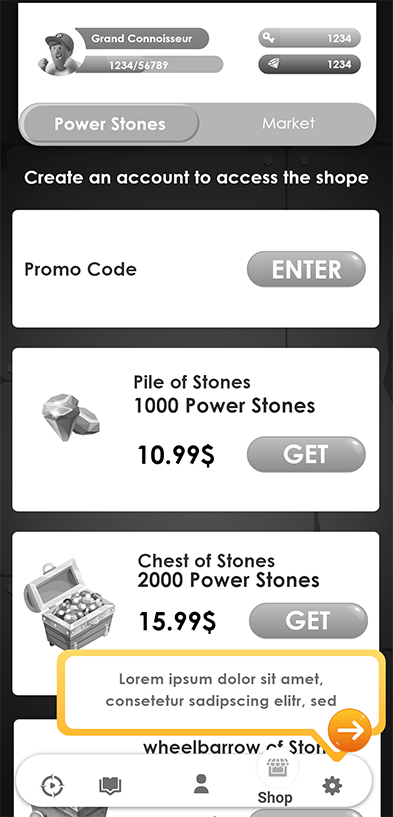 Grand Connoisseur
1234/56789
1234
1234
Power Stones
Market
Create an account to access the shope
Promo Code
ENTER
Pile of Stones
1000 Power Stones
10.99$
GET
Chest of Stones
2000 Power Stones
15.99$
GET
Lorem ipsum dolor sit amet,
consetetur sadipscing elitr, sed
wheelbarrow of
Shop